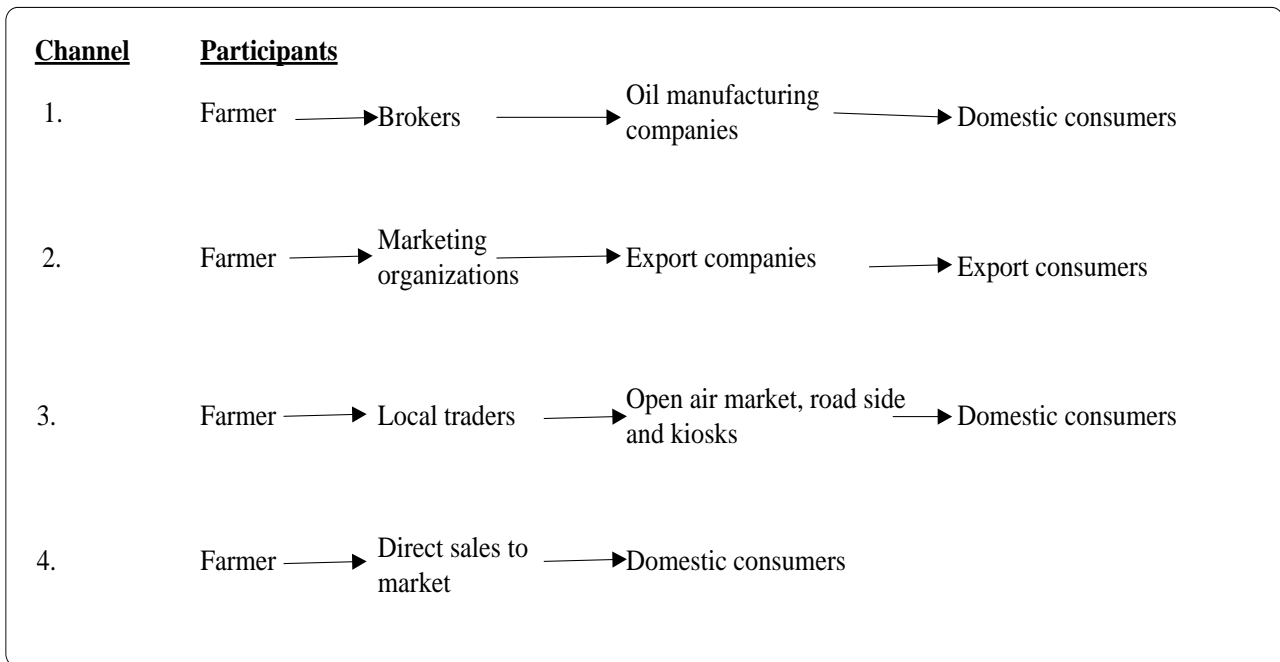 Channel Participants
1. Farmer Brokers Oil manufacturing companies Domestic consumers
2. Farmer Marketing organizations Export companies Export consumers
3. Farmer Local traders Open air market, road side and kiosks Domestic consumers
4. Farmer Direct sales to market Domestic consumers